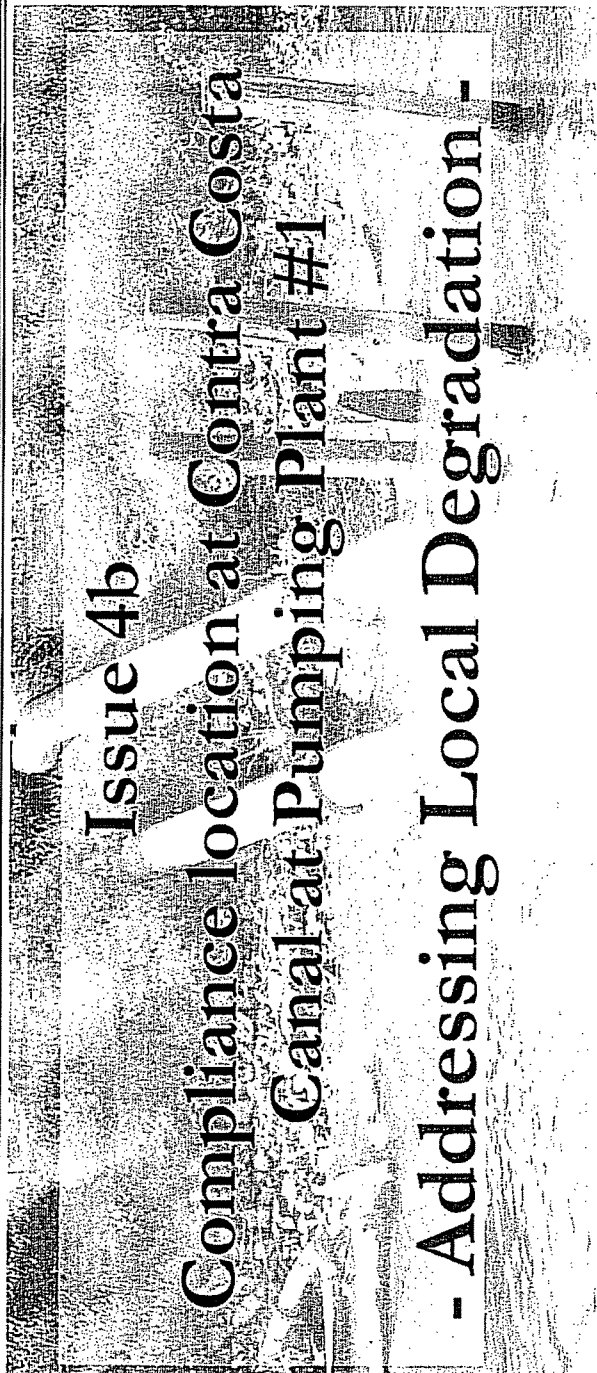 Issue 4b
Compliance location at Contra Costa
Canal at Pumping Plant #1
- Addressing Local Degradation -